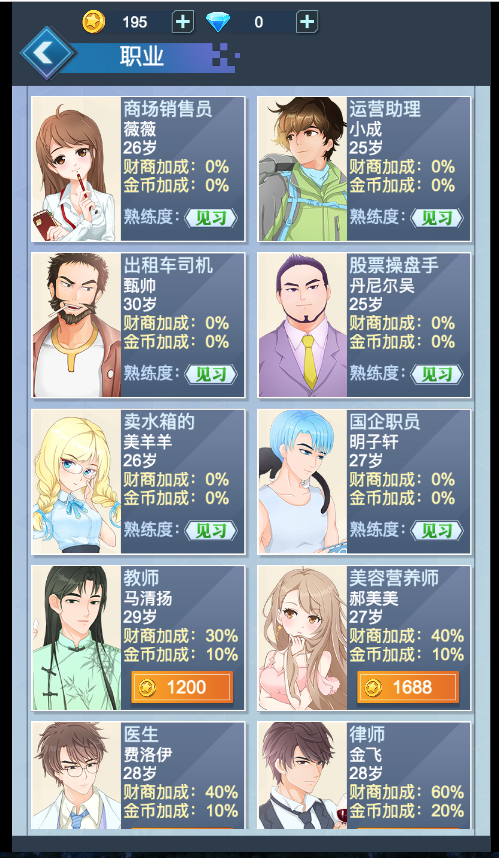 195
0
职业
商场销售员
薇薇
26岁
财商加成：0%
金币加成：0%
熟练度：见习
运营助理
小成
25岁
财商加成：0%
金币加成：0%
熟练度：见习
出租车司机
甄帅
30岁
财商加成：0%
金币加成：0%
熟练度：见习
股票操盘手
丹尼尔吴
25岁
财商加成：0%
金币加成：0%
熟练度：见习
卖水箱的
美羊羊
26岁
财商加成：0%
金币加成：0%
熟练度：见习
国企职员
明子轩
27岁
财商加成：0%
金币加成：0%
熟练度：见习
教师
马清扬
29岁
财商加成：30%
金币加成：10%
1200
美容营养师
郝美美
27岁
财商加成：40%
金币加成：10%
1688
医生
费洛伊
28岁
财商加成：40%
金币加成：10%
律师
金飞
28岁
财商加成：60%
金币加成：20%